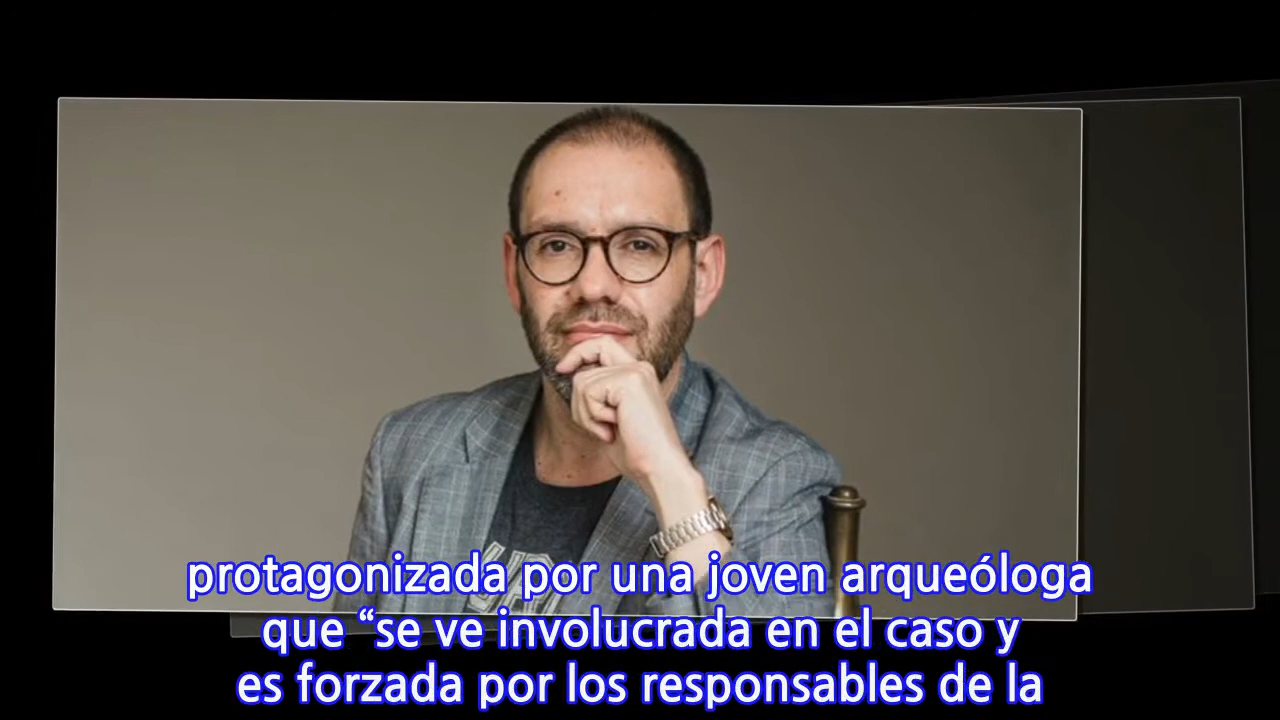 protagonizada por una joven arqueóloga
que “se ve involucrada en el caso y
es forzada por los responsables de la